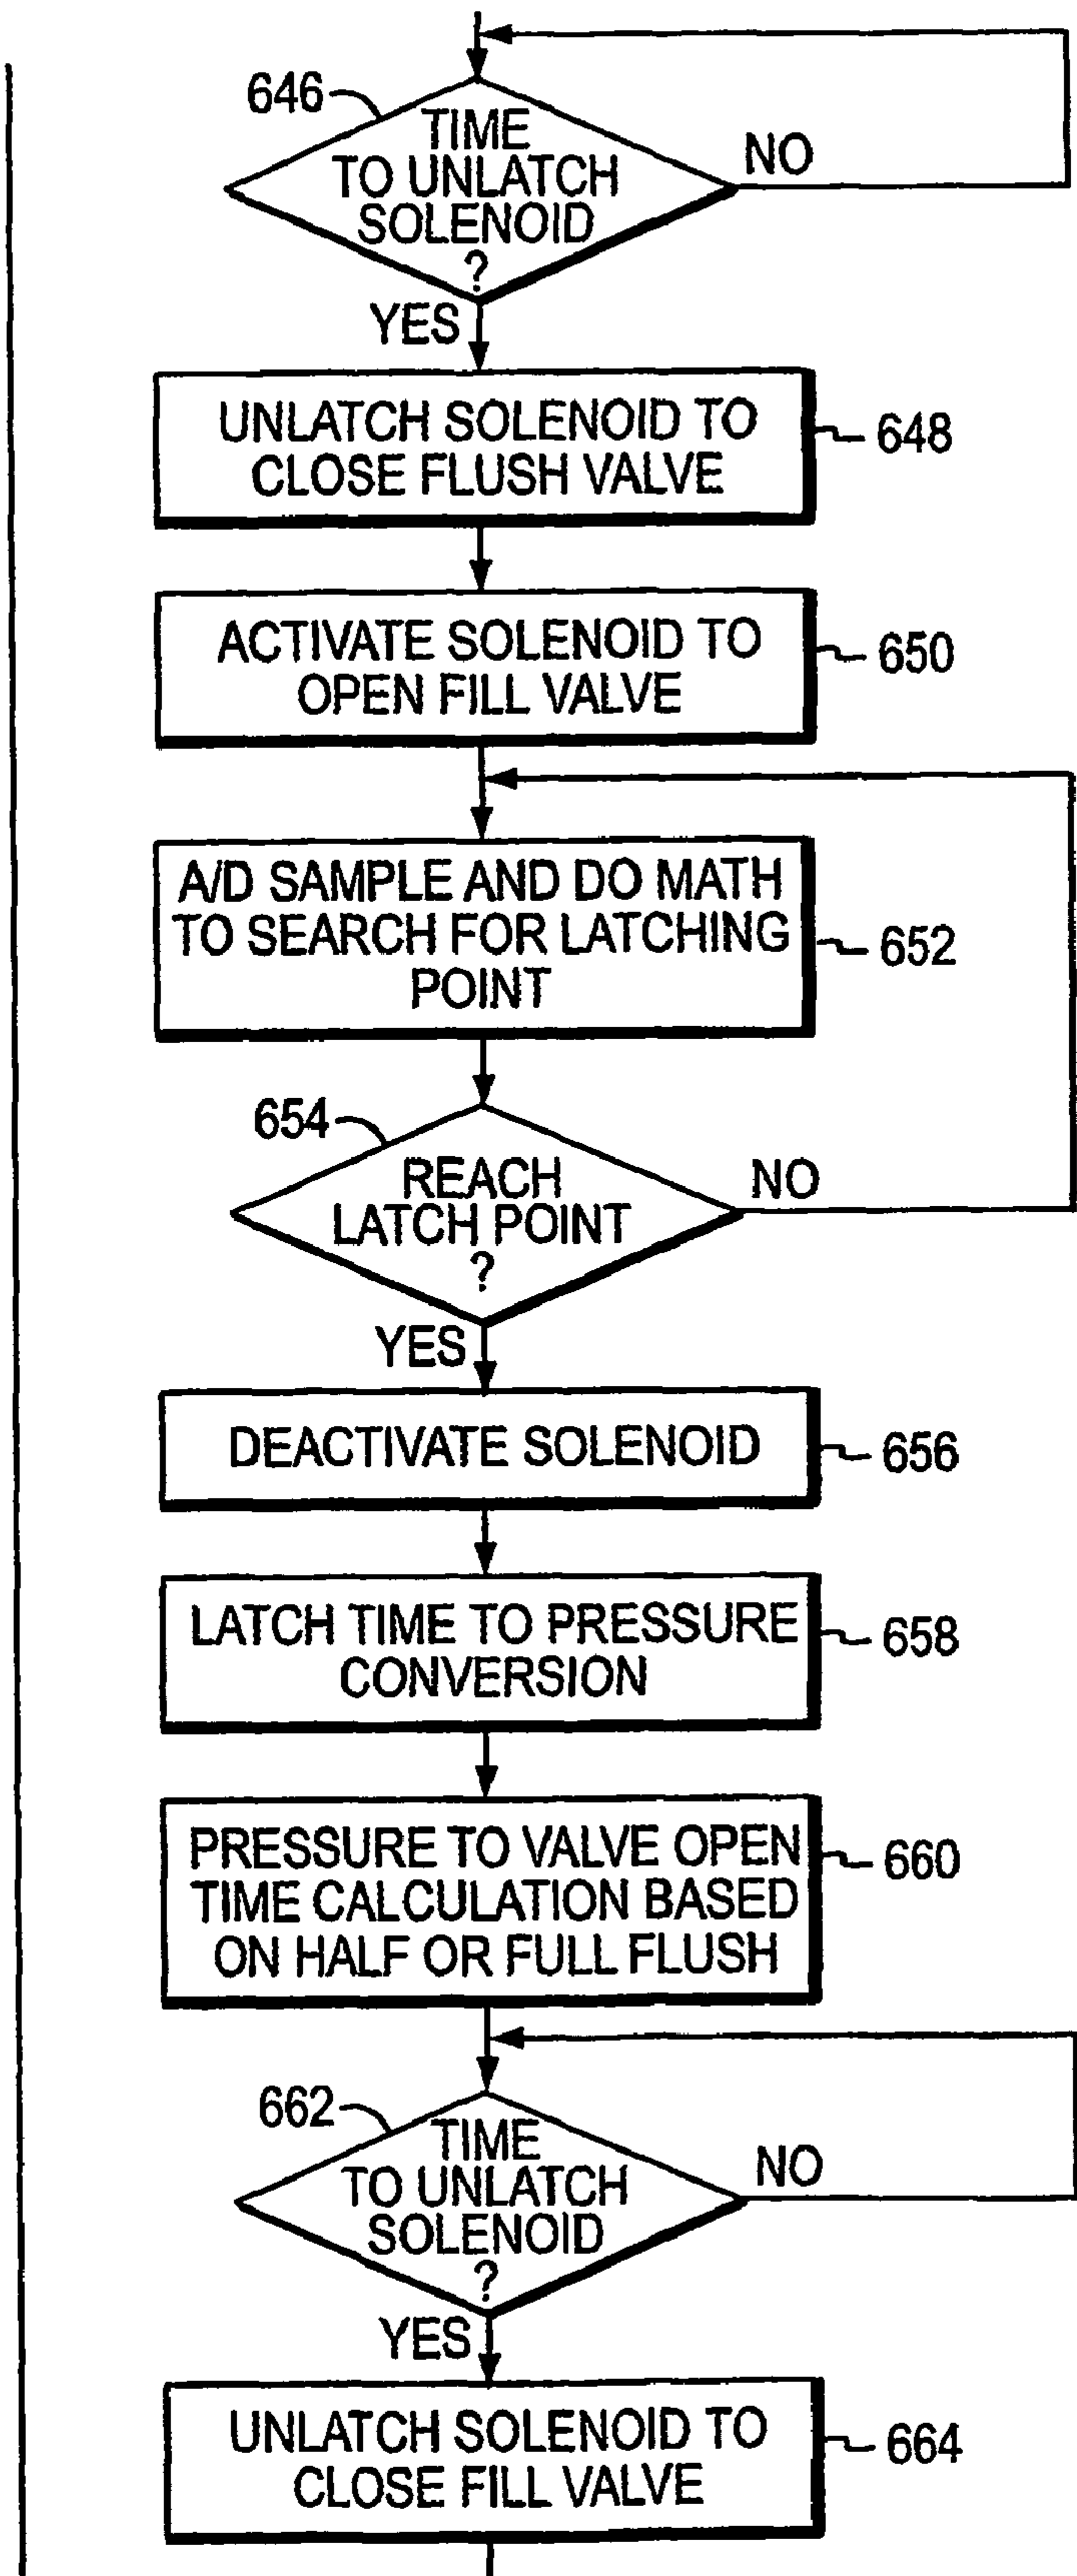 646
TIME
TO UNLATCH
SOLENOID
?
NO
YES
UNLATCH SOLENOID TO
CLOSE FLUSH VALVE
648
ACTIVATE SOLENOID TO
OPEN FILL VALVE
650
A/D SAMPLE AND DO MATH
TO SEARCH FOR LATCHING
POINT
652
654
REACH
LATCH POINT
?
NO
YES
DEACTIVATE SOLENOID
656
LATCH TIME TO PRESSURE
CONVERSION
658
PRESSURE TO VALVE OPEN
TIME CALCULATION BASED
ON HALF OR FULL FLUSH
660
662
TIME
TO UNLATCH
SOLENOID
?
NO
YES
UNLATCH SOLENOID TO
CLOSE FILL VALVE
664